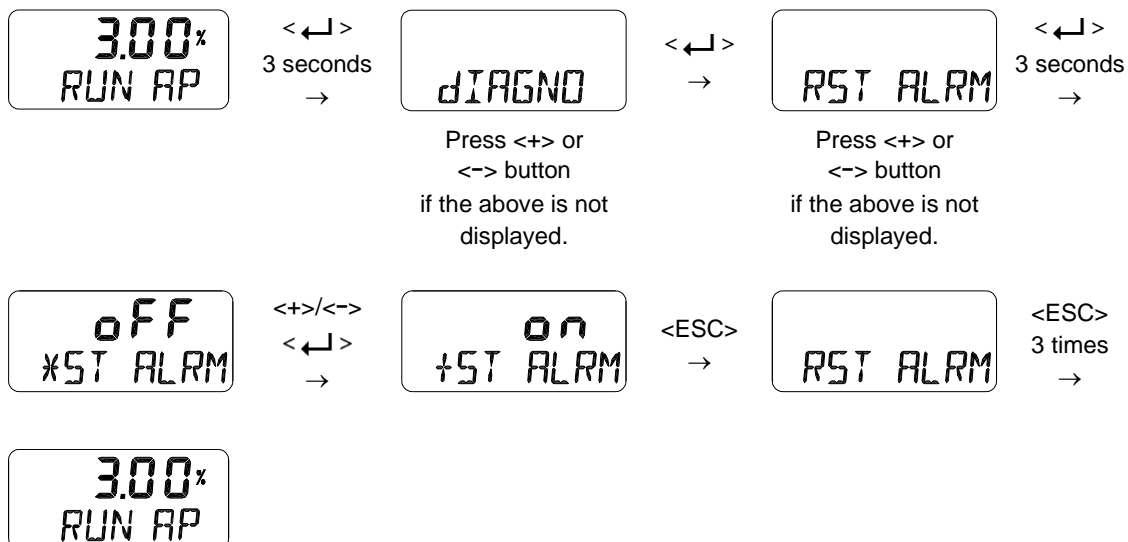 3.00%
RUN AP
<↵>
3 seconds
→
dIAGNO
Press <+> or
<−> button
if the above is not
displayed.
<↵>
→
RST ALRM
Press <+> or
<−> button
if the above is not
displayed.
<↵>
3 seconds
→
oFF
*ST ALRM
<+>/<−>
<↵>
→
on
+ST ALRM
<ESC>
→
RST ALRM
<ESC>
3 times
→
3.00%
RUN AP